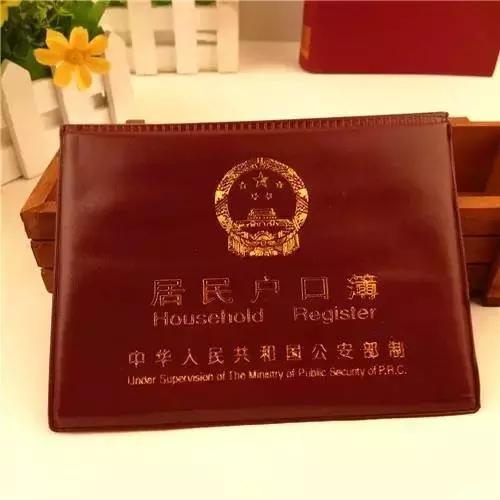 居民户口簿
Household Register
中华人民共和国公安部制
Under Supervision of The Ministry of Public Security of P.R.C.